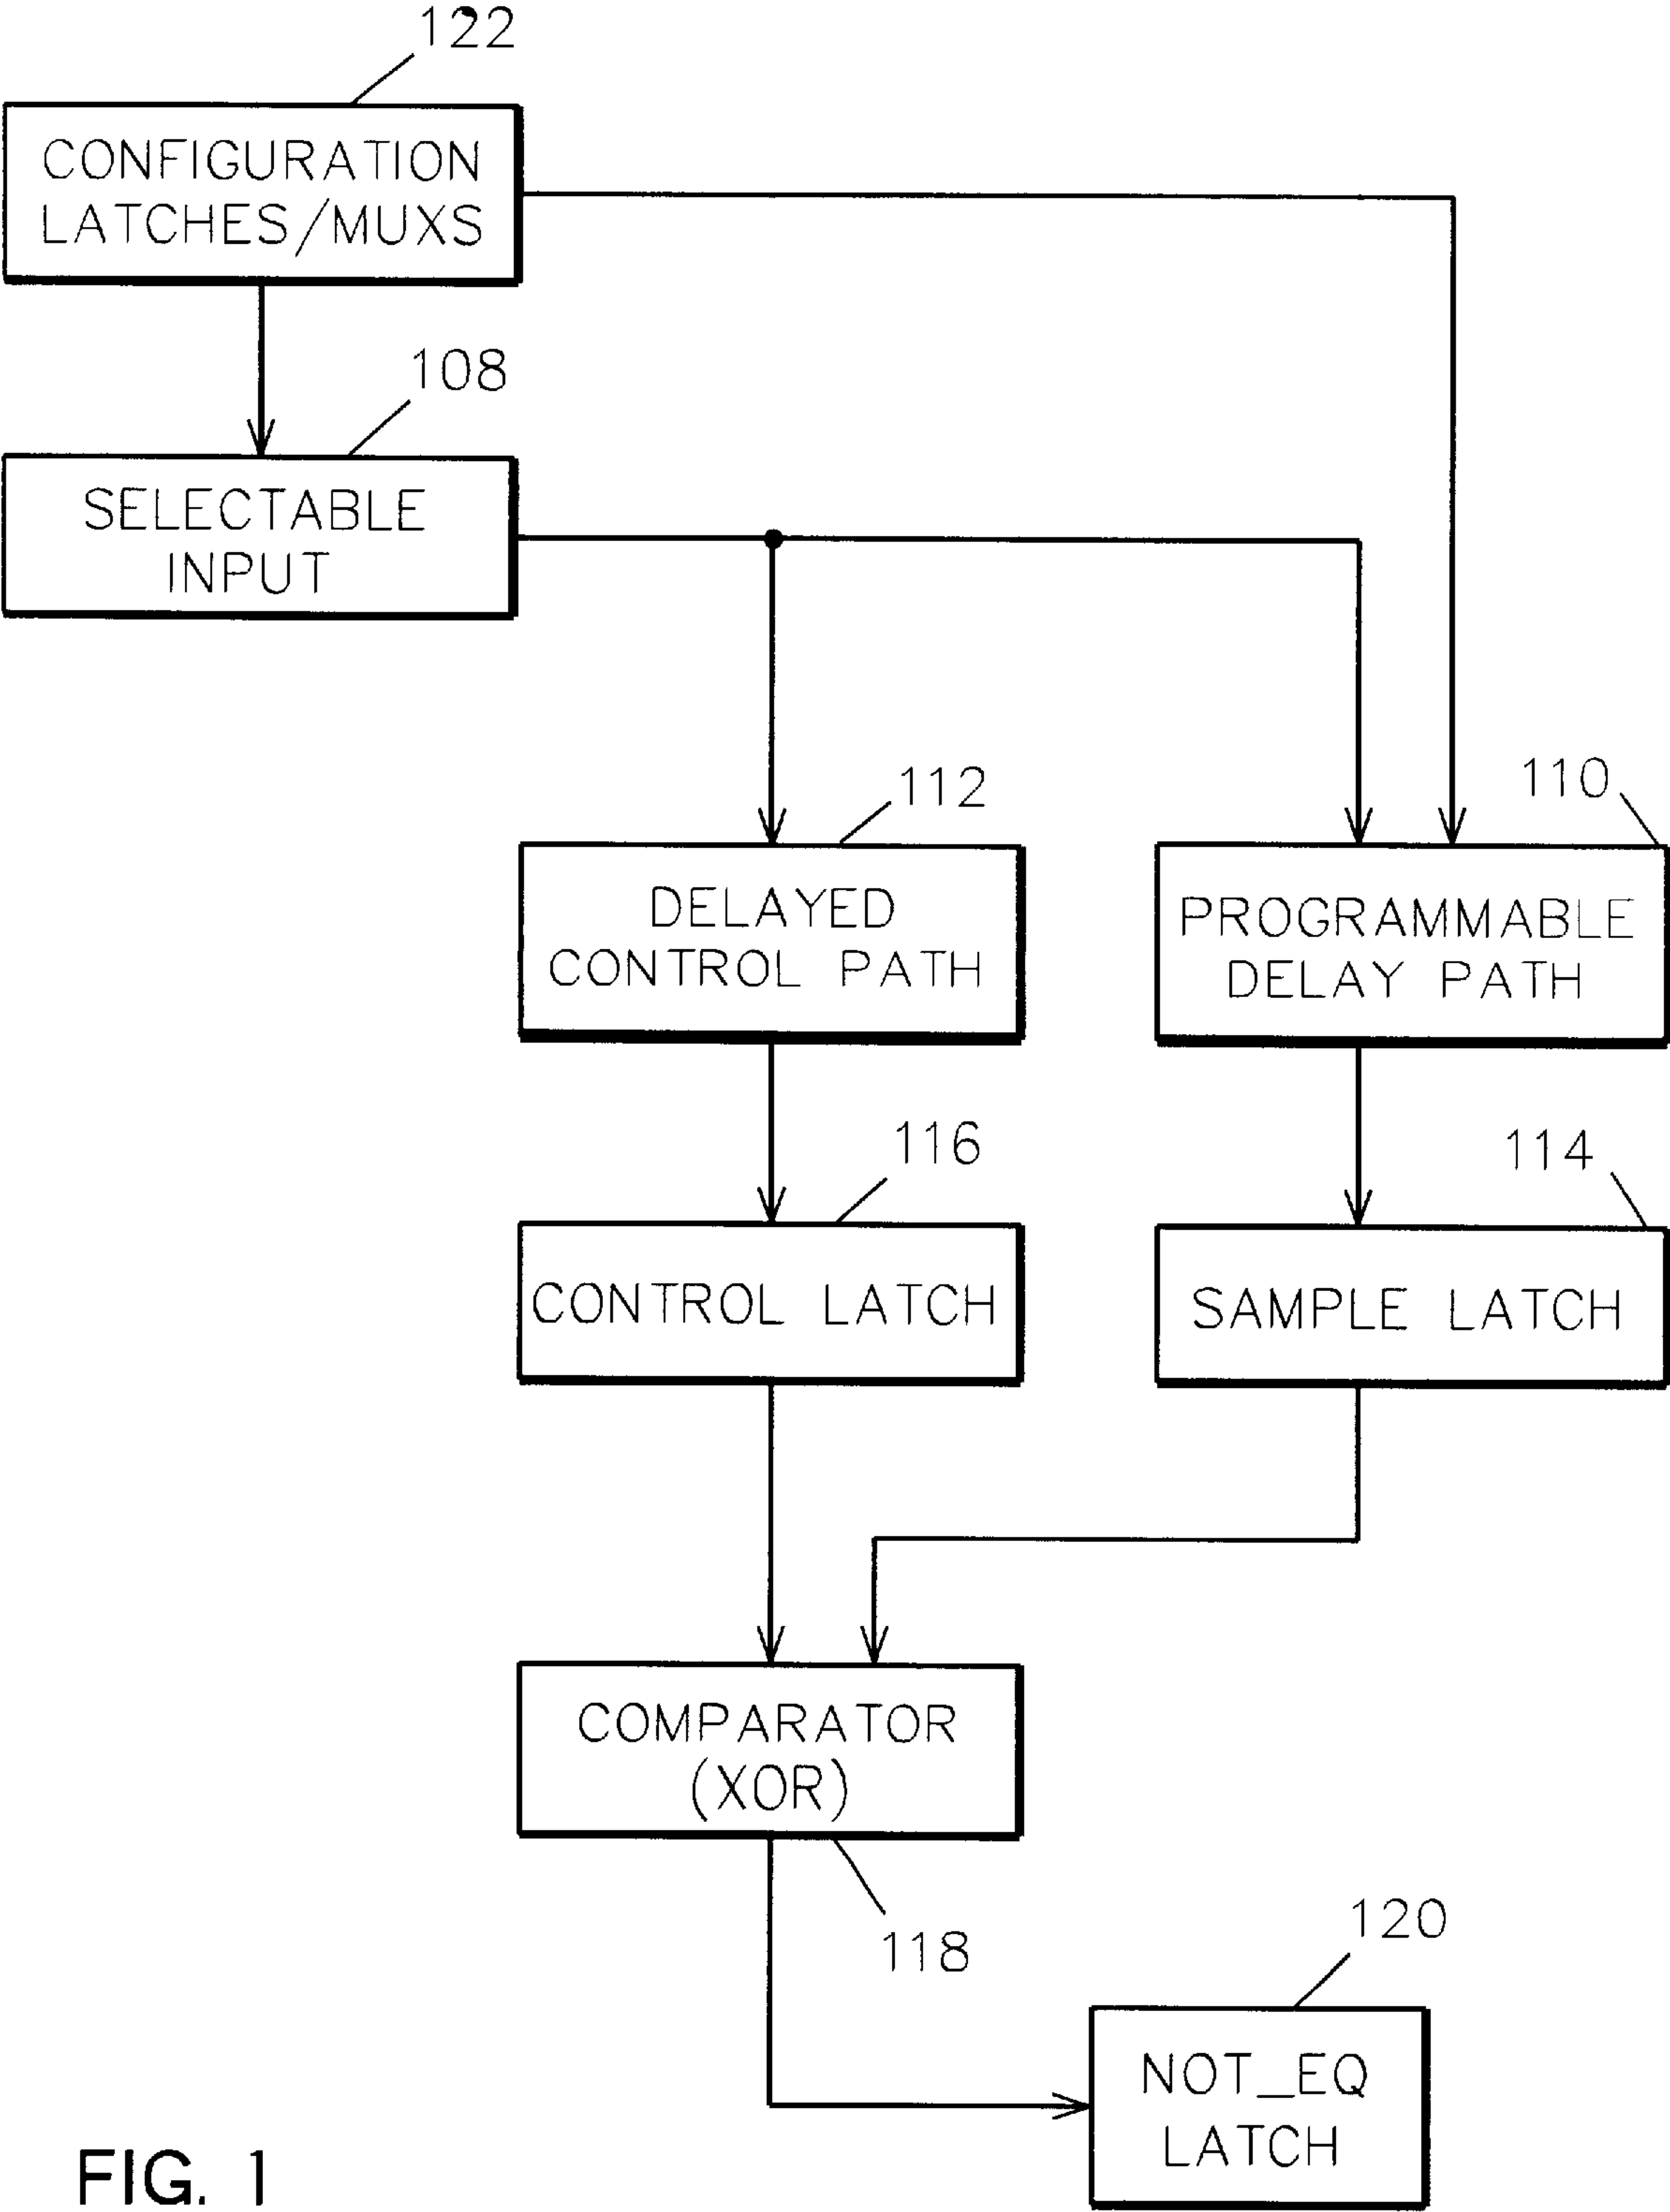 122
CONFIGURATION
LATCHES/MUXS
108
SELECTABLE
INPUT
112
DELAYED
CONTROL PATH
110
PROGRAMMABLE
DELAY PATH
116
CONTROL LATCH
114
SAMPLE LATCH
COMPARATOR
(XOR)
118
120
NOT_EQ
LATCH
FIG. 1